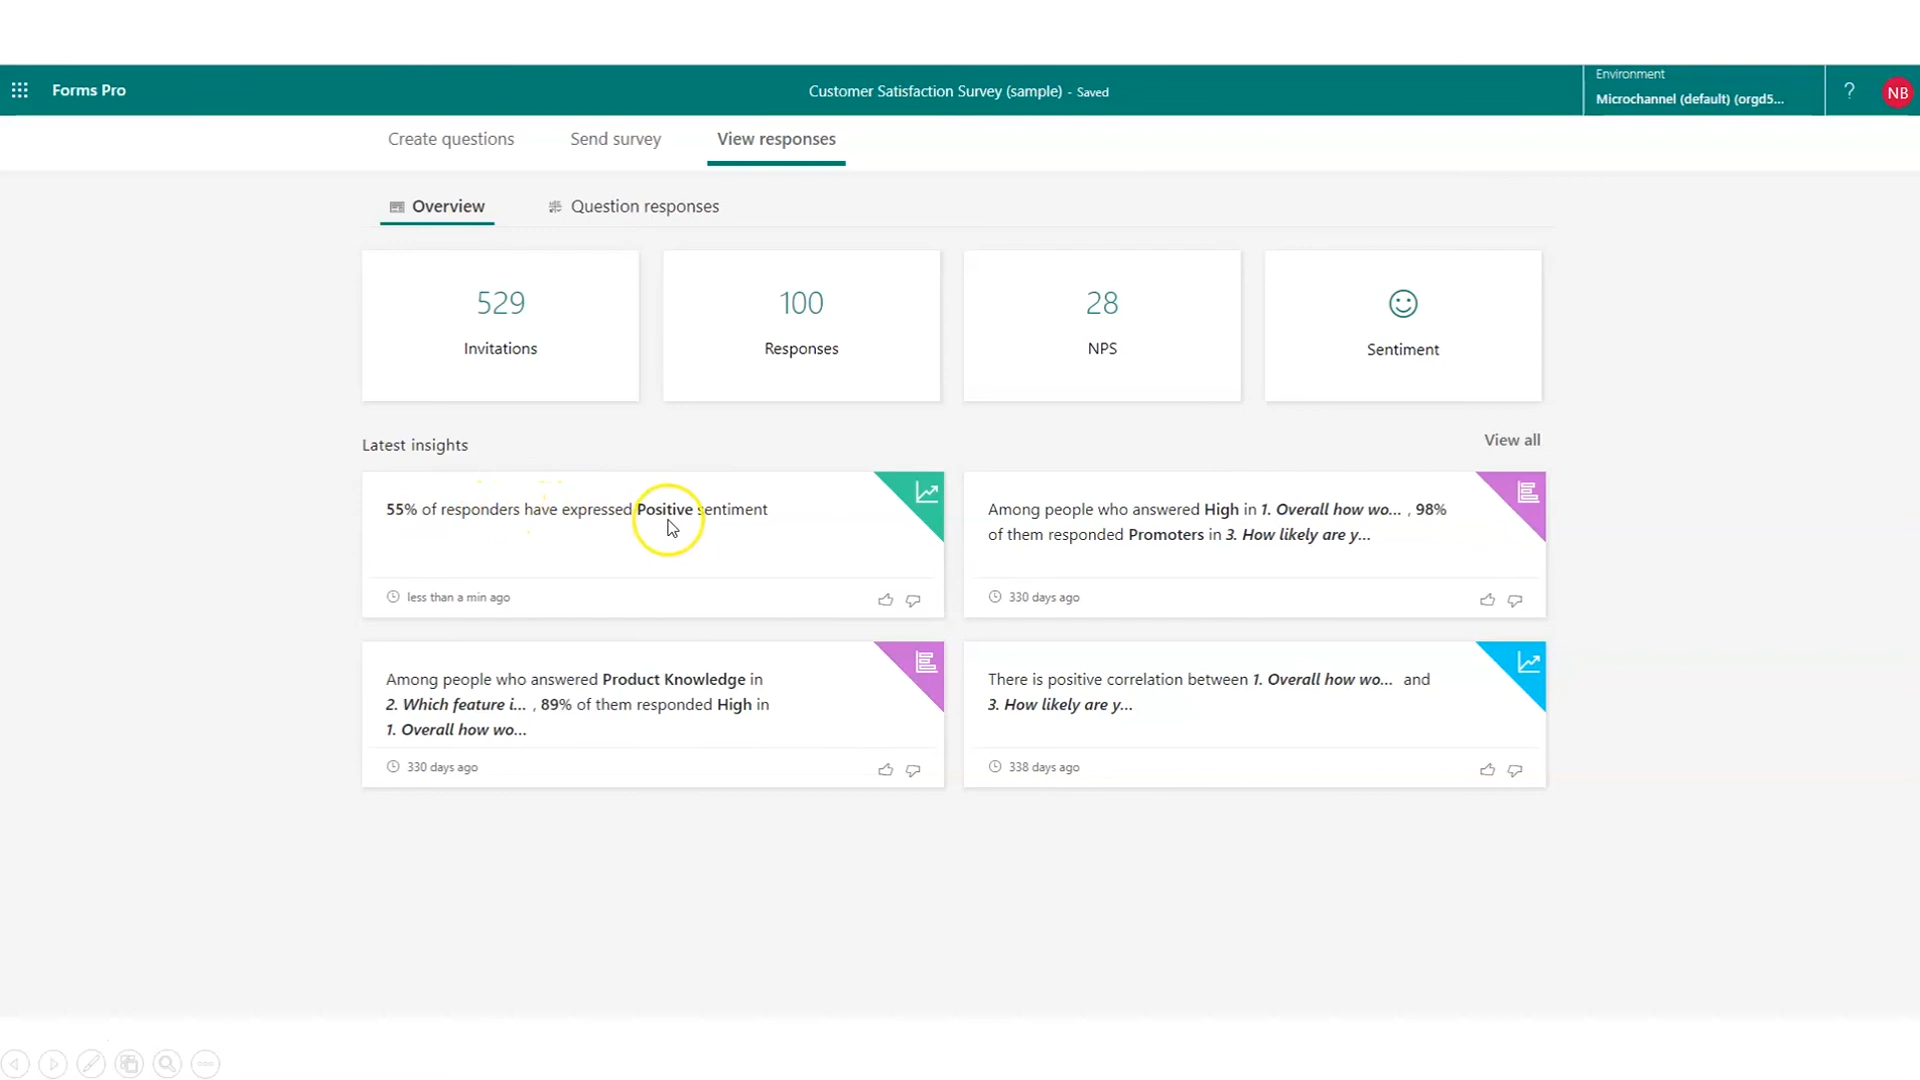 Forms Pro
Customer Satisfaction Survey (sample) - Saved
Environment
Microchannel (default) (orgd5...
?
NB
Create questions
Send survey
View responses
Overview
Question responses
529
Invitations
100
Responses
28
NPS
Sentiment
Latest insights
View all
55% of responders have expressed Positive sentiment
less than a min ago
Among people who answered High in 1. Overall how wo... , 98%
of them responded Promoters in 3. How likely are y...
330 days ago
Among people who answered Product Knowledge in
2. Which feature i... , 89% of them responded High in
1. Overall how wo...
330 days ago
There is positive correlation between 1. Overall how wo... and
3. How likely are y...
338 days ago